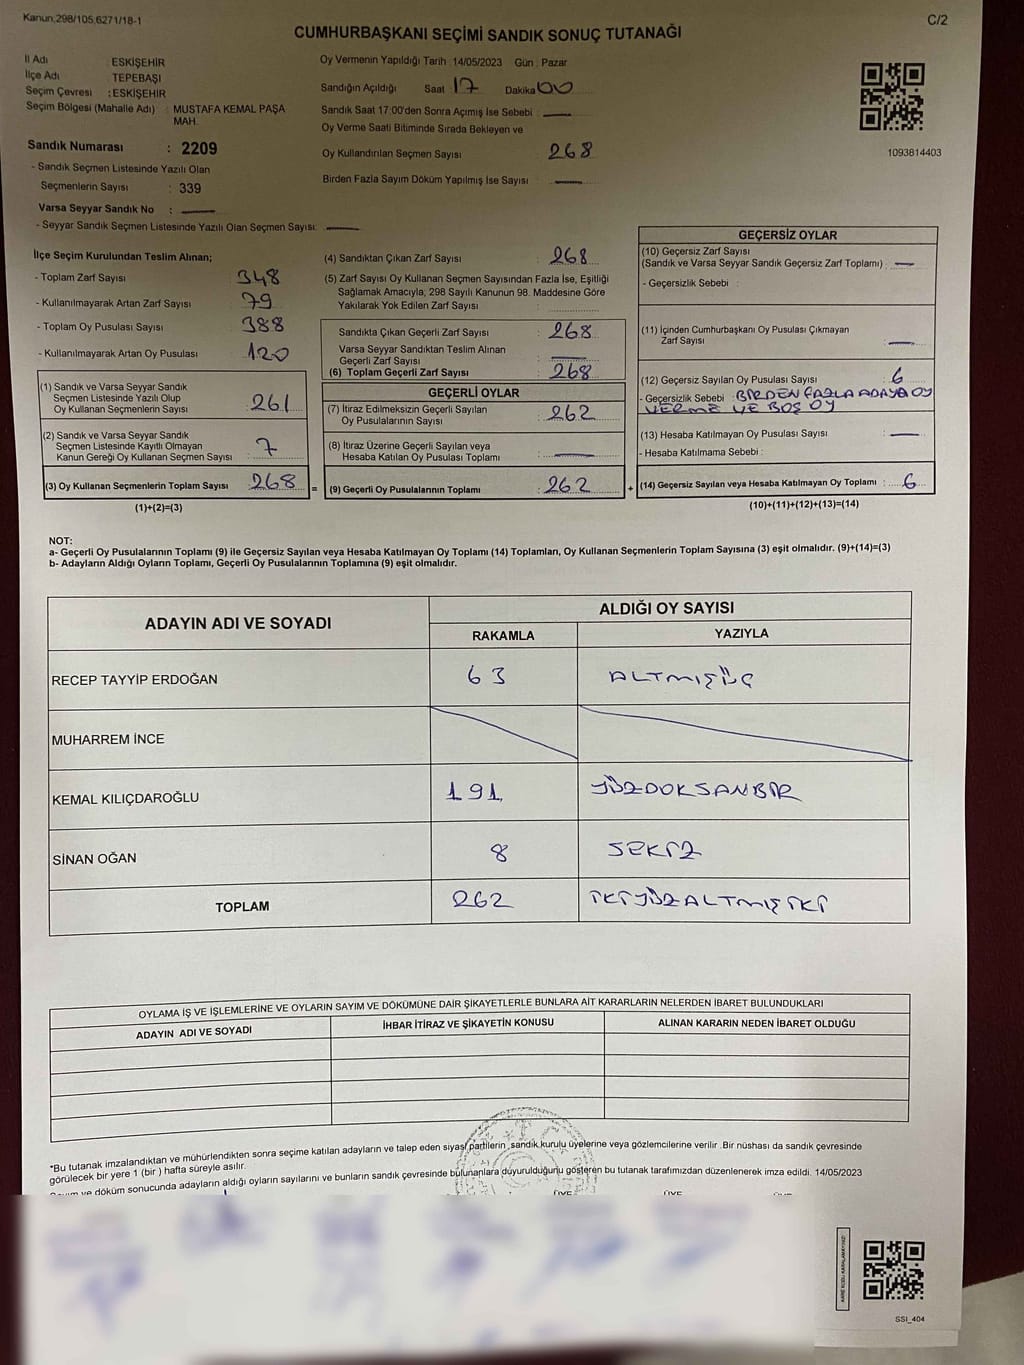 Kanun,298/105,6271/18-1
C/2
CUMHURBAŞKANI SEÇİMİ SANDIK SONUÇ TUTANAĞI
İl Adı : ESKİŞEHİR
İlçe Adı : TEPEBAŞI
Seçim Çevresi : ESKİŞEHİR
Seçim Bölgesi (Mahalle Adı) : MUSTAFA KEMAL PAŞA MAH.
Sandık Numarası : 2209
- Sandık Seçmen Listesinde Yazılı Olan
Seçmenlerin Sayısı : 339
Varsa Seyyar Sandık No : —
- Seyyar Sandık Seçmen Listesinde Yazılı Olan Seçmen Sayısı: —
Oy Vermenin Yapıldığı Tarih : 14/05/2023 Gün : Pazar
Sandığın Açıldığı Saat 17 Dakika 00
Sandık Saat 17:00'den Sonra Açımış İse Sebebi : —
Oy Verme Saati Bitiminde Sırada Bekleyen ve
Oy Kullandırılan Seçmen Sayısı : 268
Birden Fazla Sayım Döküm Yapılmış İse Sayısı : —
1093814403
İlçe Seçim Kurulundan Teslim Alınan;
- Toplam Zarf Sayısı : 348
- Kullanılmayarak Artan Zarf Sayısı : 79
- Toplam Oy Pusulası Sayısı : 388
- Kullanılmayarak Artan Oy Pusulası : 120
(1) Sandık ve Varsa Seyyar Sandık
Seçmen Listesinde Yazılı Olup
Oy Kullanan Seçmenlerin Sayısı : 261
(2) Sandık ve Varsa Seyyar Sandık
Seçmen Listesinde Kayıtlı Olmayan
Kanun Gereği Oy Kullanan Seçmen Sayısı : 7
(3) Oy Kullanan Seçmenlerin Toplam Sayısı : 268
(1)+(2)=(3)
(4) Sandıktan Çıkan Zarf Sayısı : 268
(5) Zarf Sayısı Oy Kullanan Seçmen Sayısından Fazla İse, Eşitliği
Sağlamak Amacıyla, 298 Sayılı Kanunun 98. Maddesine Göre
Yakılarak Yok Edilen Zarf Sayısı :
Sandıkta Çıkan Geçerli Zarf Sayısı : 268
Varsa Seyyar Sandıktan Teslim Alınan
Geçerli Zarf Sayısı : —
(6) Toplam Geçerli Zarf Sayısı : 268
GEÇERLİ OYLAR
(7) İtiraz Edilmeksizin Geçerli Sayılan
Oy Pusulalarının Sayısı : 262
(8) İtiraz Üzerine Geçerli Sayılan veya
Hesaba Katılan Oy Pusulası Toplamı : —
= (9) Geçerli Oy Pusulalarının Toplamı : 262
GEÇERSİZ OYLAR
(10) Geçersiz Zarf Sayısı
(Sandık ve Varsa Seyyar Sandık Geçersiz Zarf Toplamı) : —
- Geçersizlik Sebebi :
(11) İçinden Cumhurbaşkanı Oy Pusulası Çıkmayan
Zarf Sayısı : —
(12) Geçersiz Sayılan Oy Pusulası Sayısı : 6
- Geçersizlik Sebebi : BİRDEN FAZLA ADAYA OY
VERME VE BOŞ OY
(13) Hesaba Katılmayan Oy Pusulası Sayısı : —
- Hesaba Katılmama Sebebi :
+ (14) Geçersiz Sayılan veya Hesaba Katılmayan Oy Toplamı : 6
(10)+(11)+(12)+(13)=(14)
NOT:
a- Geçerli Oy Pusulalarının Toplamı (9) ile Geçersiz Sayılan veya Hesaba Katılmayan Oy Toplamı (14) Toplamları, Oy Kullanan Seçmenlerin Toplam Sayısına (3) eşit olmalıdır. (9)+(14)=(3)
b- Adayların Aldığı Oyların Toplamı, Geçerli Oy Pusulalarının Toplamına (9) eşit olmalıdır.
ADAYIN ADI VE SOYADI ALDIĞI OY SAYISI
RAKAMLA YAZIYLA
RECEP TAYYİP ERDOĞAN 63 ALTMIŞÜÇ
MUHARREM İNCE
KEMAL KILIÇDAROĞLU 191 YÜZDOKSANBİR
SİNAN OĞAN 8 SEKİZ
TOPLAM 262 İKİYÜZALTMIŞİKİ
OYLAMA İŞ VE İŞLEMLERİNE VE OYLARIN SAYIM VE DÖKÜMÜNE DAİR ŞİKAYETLERLE BUNLARA AİT KARARLARIN NELERDEN İBARET BULUNDUKLARI
ADAYIN ADI VE SOYADI İHBAR İTİRAZ VE ŞİKAYETİN KONUSU ALINAN KARARIN NEDEN İBARET OLDUĞU
*Bu tutanak imzalandıktan ve mühürlendikten sonra seçime katılan adayların ve talep eden siyasi partilerin ,sandık kurulu üyelerine veya gözlemcilerine verilir .Bir nüshası da sandık çevresinde
görülecek bir yere 1 (bir ) hafta süreyle asılır.
ve döküm sonucunda adayların aldığı oyların sayılarını ve bunların sandık çevresinde bulunanlara duyurulduğunu gösteren bu tutanak tarafımızdan düzenlenerek imza edildi. 14/05/2023
ÜYE ÜYE ÜYE
SSI_404